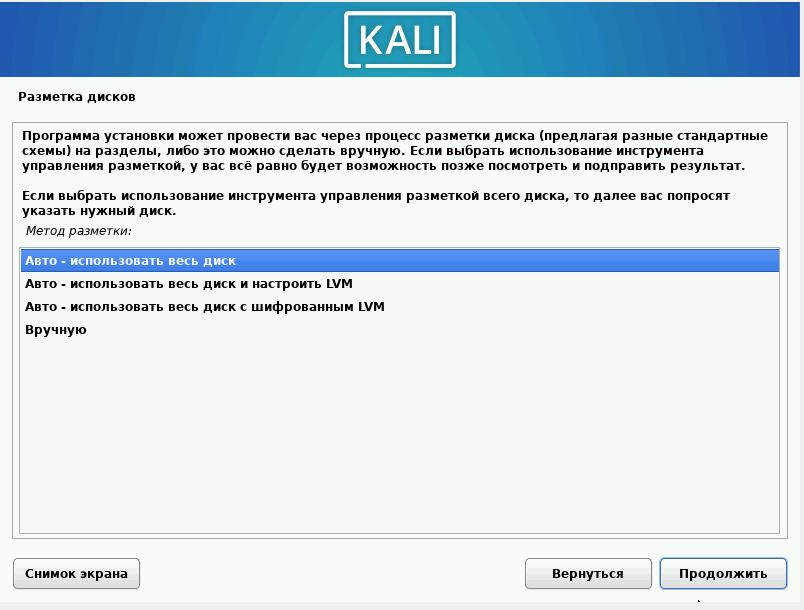 KALI
Разметка дисков
Программа установки может провести вас через процесс разметки диска (предлагая разные стандартные
схемы) на разделы, либо это можно сделать вручную. Если выбрать использование инструмента
управления разметкой, у вас всё равно будет возможность позже посмотреть и подправить результат.
Если выбрать использование инструмента управления разметкой всего диска, то далее вас попросят
указать нужный диск.
Метод разметки:
Авто - использовать весь диск
Авто - использовать весь диск и настроить LVM
Авто - использовать весь диск с шифрованным LVM
Вручную
Снимок экрана
Вернуться
Продолжить